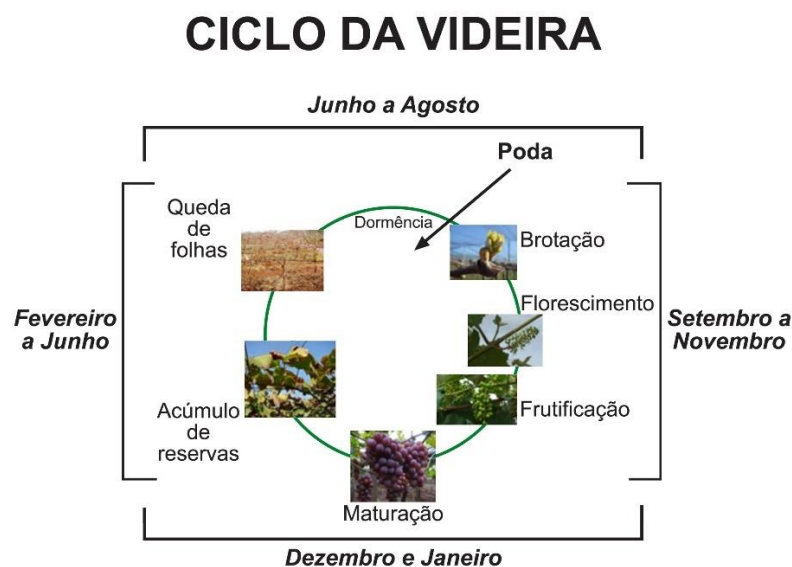 CICLO DA VIDEIRA
Junho a Agosto
Poda
Queda
de
folhas
Dormência
Brotação
Florescimento
Fevereiro
a Junho
Setembro a
Novembro
Acúmulo
de
reservas
Frutificação
Maturação
Dezembro e Janeiro